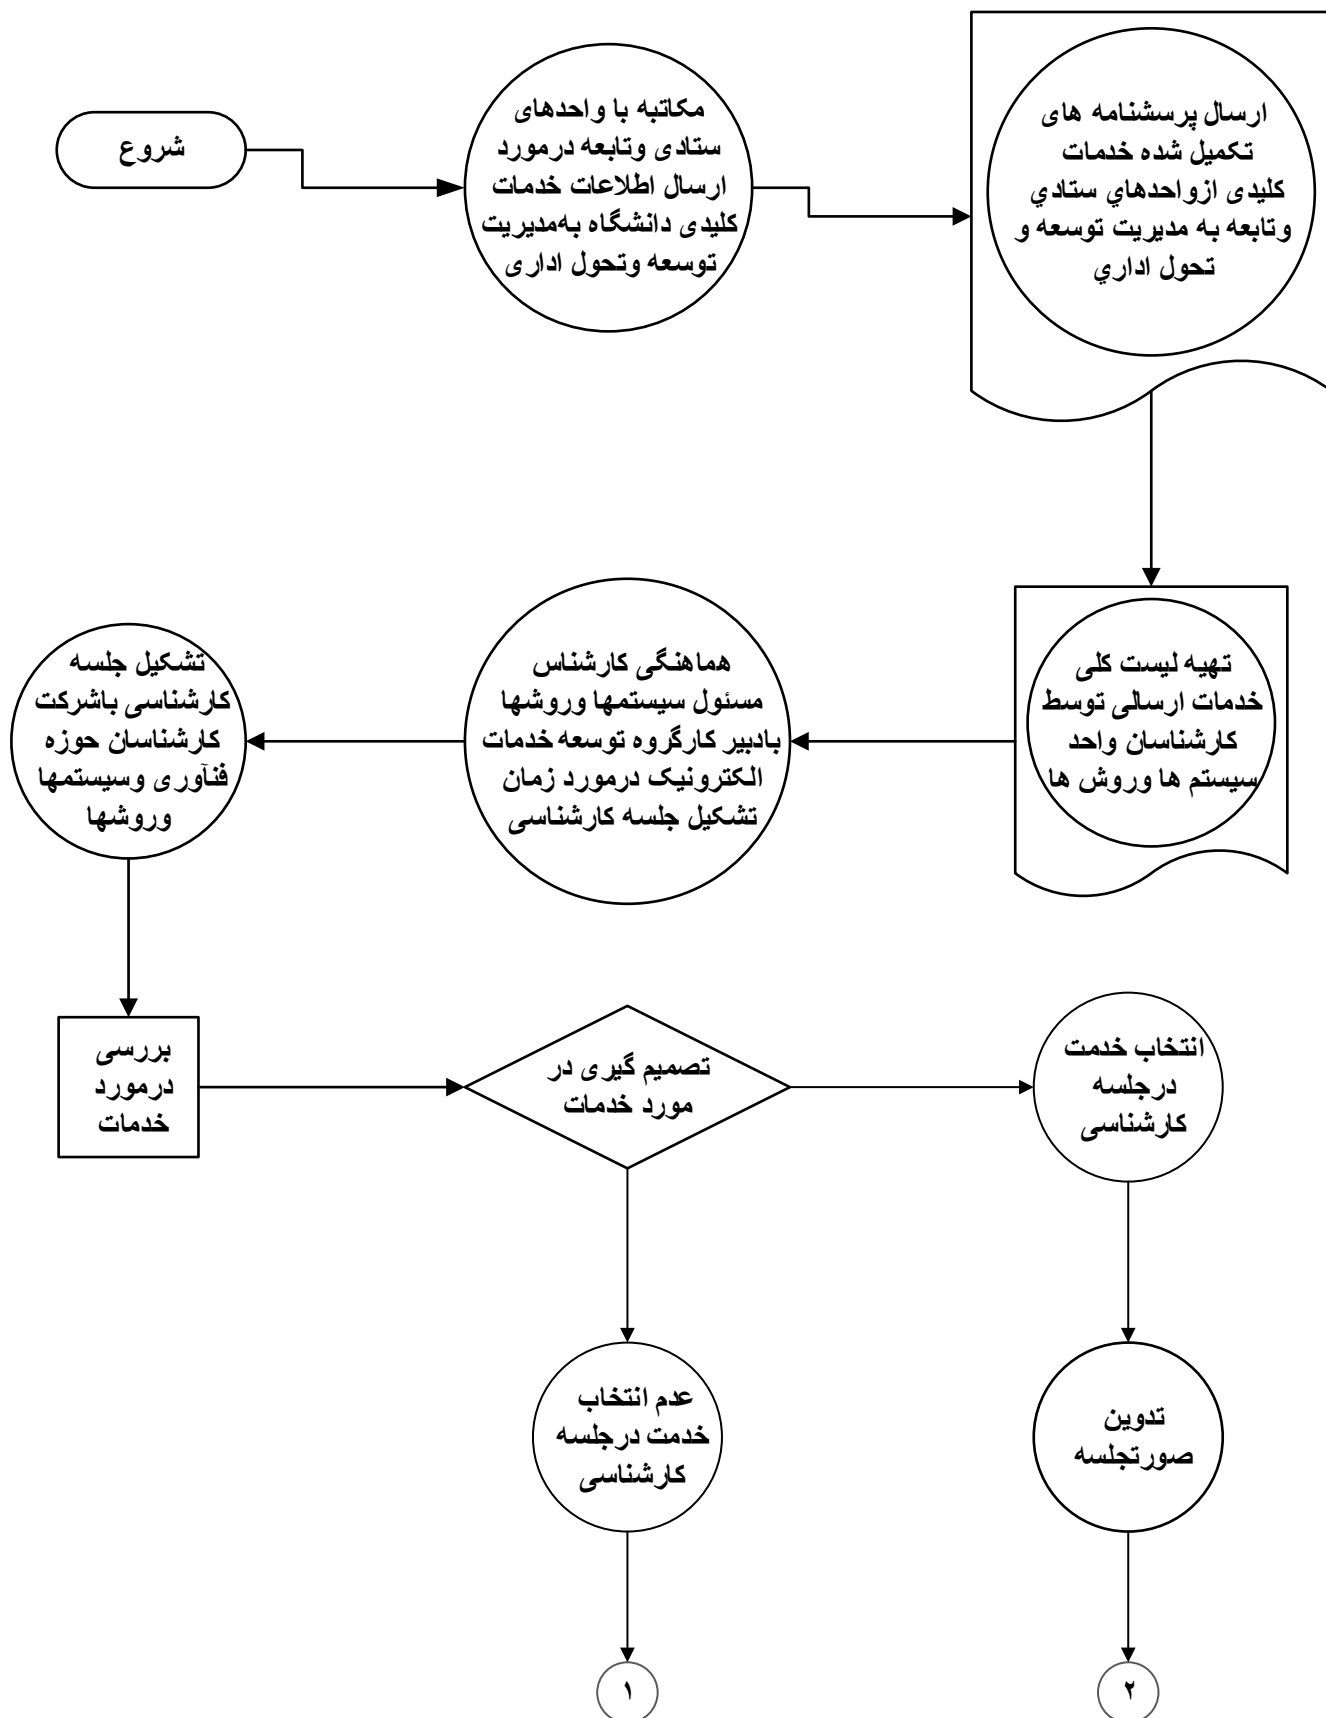 شروع
مکاتبه با واحدهای
ستادی وتابعه درمورد
ارسال اطلاعات خدمات
کلیدی دانشگاه به‌مدیریت
توسعه وتحول اداری
ارسال پرسشنامه های
تکمیل شده خدمات
کلیدی ازواحدهاي ستادي
وتابعه به مدیریت توسعه و
تحول اداري
تهیه لیست کلی
خدمات ارسالی توسط
کارشناسان واحد
سیستم ها وروش ها
هماهنگی کارشناس
مسئول سیستمها وروشها
بادبیر کارگروه توسعه خدمات
الکترونیک درمورد زمان
تشکیل جلسه کارشناسی
تشکیل جلسه
کارشناسی باشرکت
کارشناسان حوزه
فنآوری وسیستمها
وروشها
بررسی
درمورد
خدمات
تصمیم گیری در
مورد خدمات
انتخاب خدمت
درجلسه
کارشناسی
عدم انتخاب
خدمت درجلسه
کارشناسی
تدوین
صورتجلسه
۱
۲